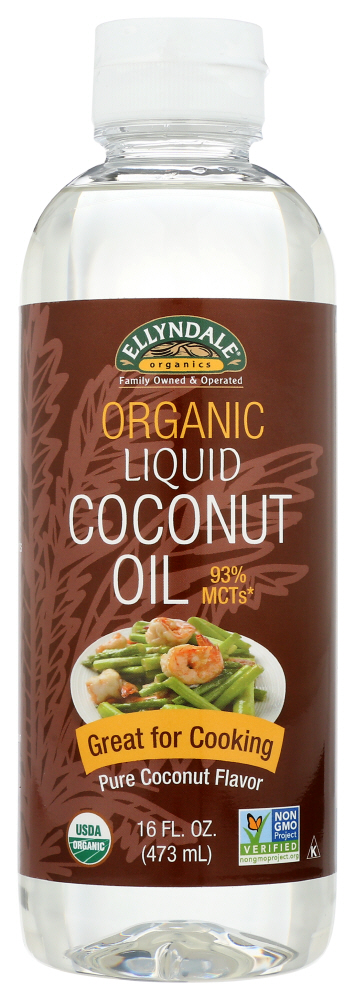 ELLYNDALE®
organics
Family Owned & Operated
ORGANIC
LIQUID
COCONUT
OIL
93%
MCTs*
Great for Cooking
Pure Coconut Flavor
USDA
ORGANIC
16 FL. OZ.
(473 mL)
NON
GMO
Project
VERIFIED
nongmoproject.org
K